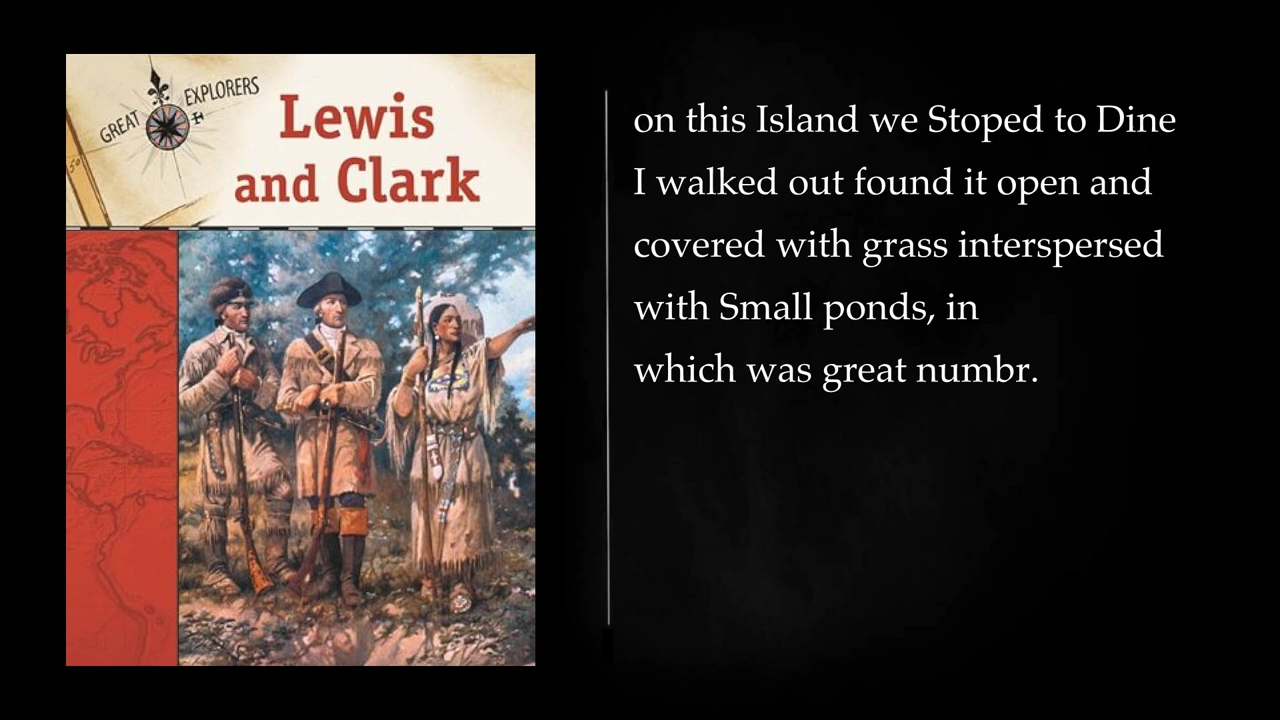 GREAT EXPLORERS
Lewis
and Clark
50
on this Island we Stoped to Dine
I walked out found it open and
covered with grass interspersed
with Small ponds, in
which was great numbr.